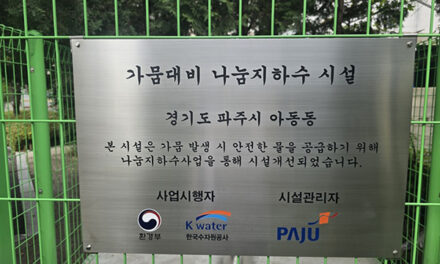 가뭄대비 나눔지하수 시설
경기도 파주시 아동동
본 시설은 가뭄 발생 시 안전한 물을 공급하기 위해
나눔지하수사업을 통해 시설개선되었습니다.
사업시행자 시설관리자
환경부 K water 한국수자원공사 PAJU